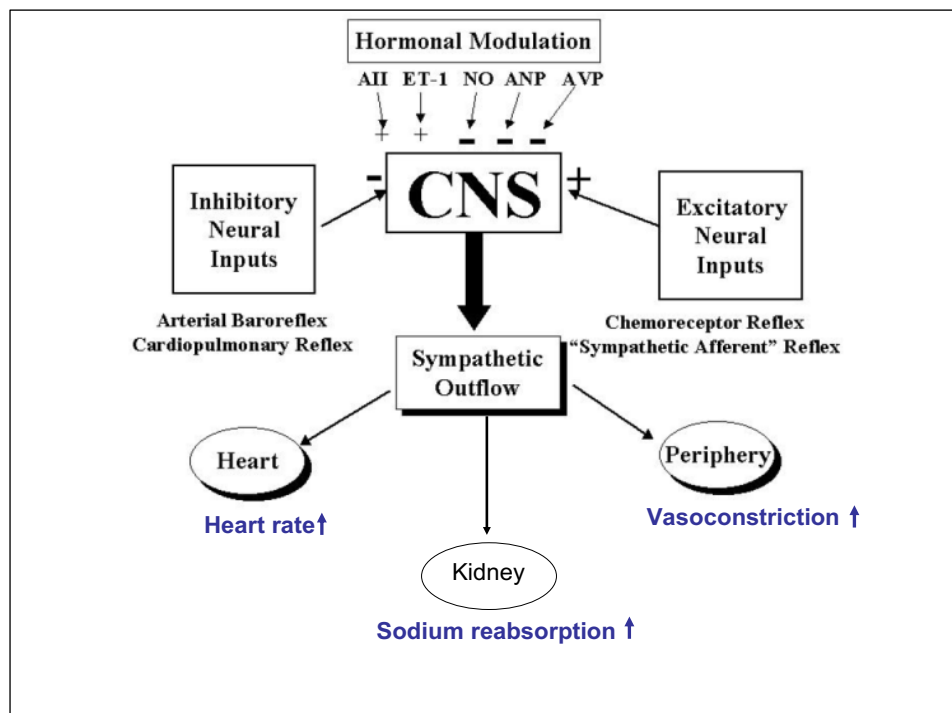 Hormonal Modulation
AII ET-1 NO ANP AVP
+ + - - -
- CNS +
Inhibitory
Neural
Inputs
Excitatory
Neural
Inputs
Arterial Baroreflex
Cardiopulmonary Reflex
Chemoreceptor Reflex
“Sympathetic Afferent” Reflex
Sympathetic
Outflow
Heart
Periphery
Heart rate↑
Vasoconstriction ↑
Kidney
Sodium reabsorption ↑